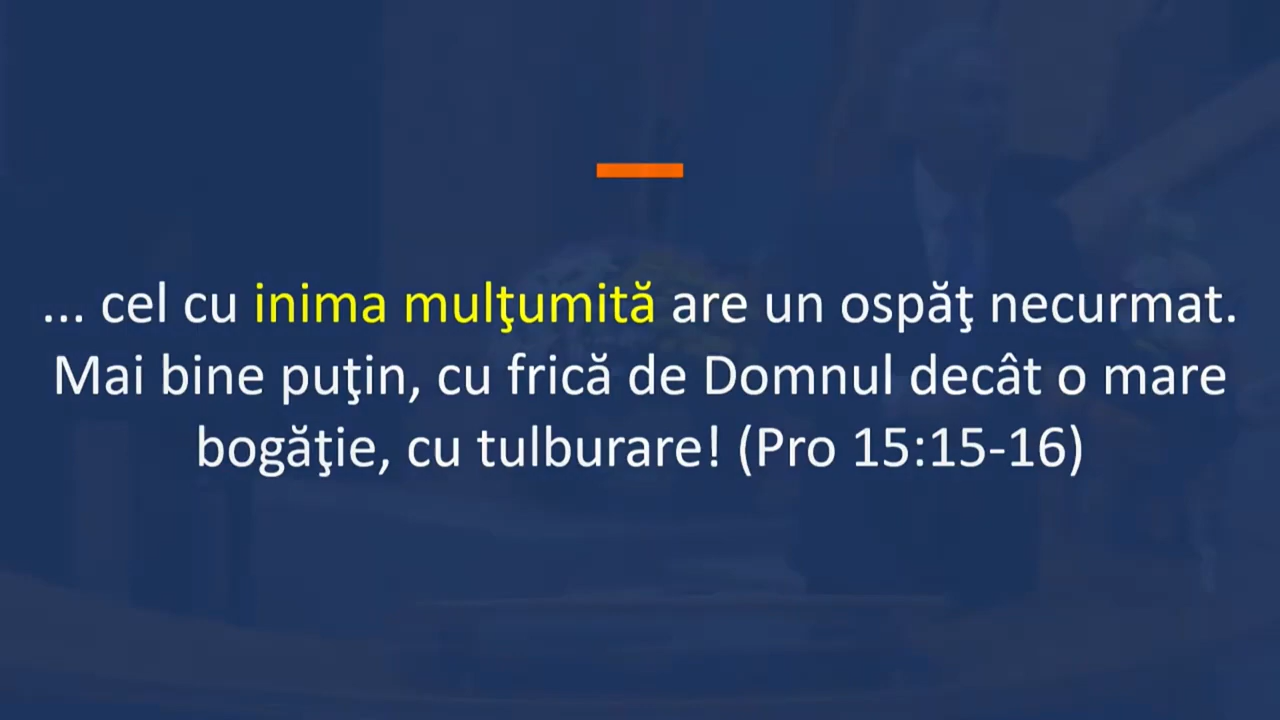 ... cel cu inima mulţumită are un ospăţ necurmat.
Mai bine puţin, cu frică de Domnul decât o mare
bogăţie, cu tulburare! (Pro 15:15-16)